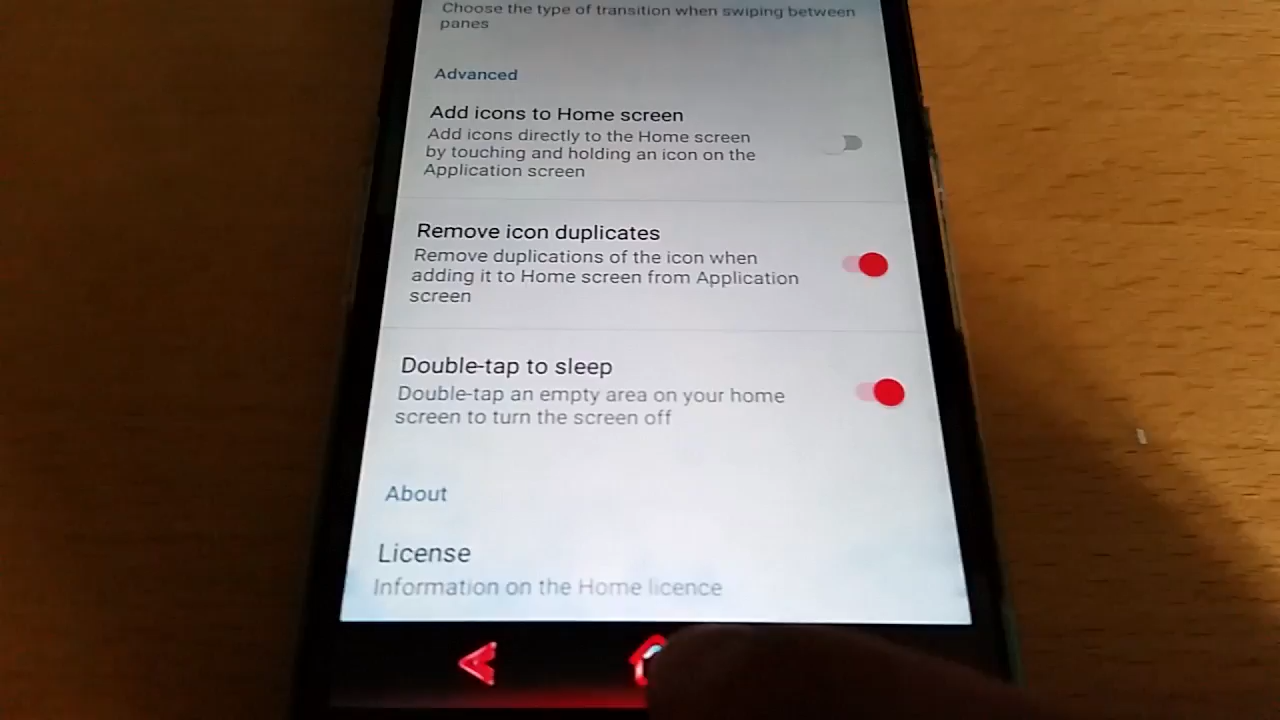 Choose the type of transition when swiping between
panes
Advanced
Add icons to Home screen
Add icons directly to the Home screen
by touching and holding an icon on the
Application screen
Remove icon duplicates
Remove duplications of the icon when
adding it to Home screen from Application
screen
Double-tap to sleep
Double-tap an empty area on your home
screen to turn the screen off
About
License
Information on the Home licence